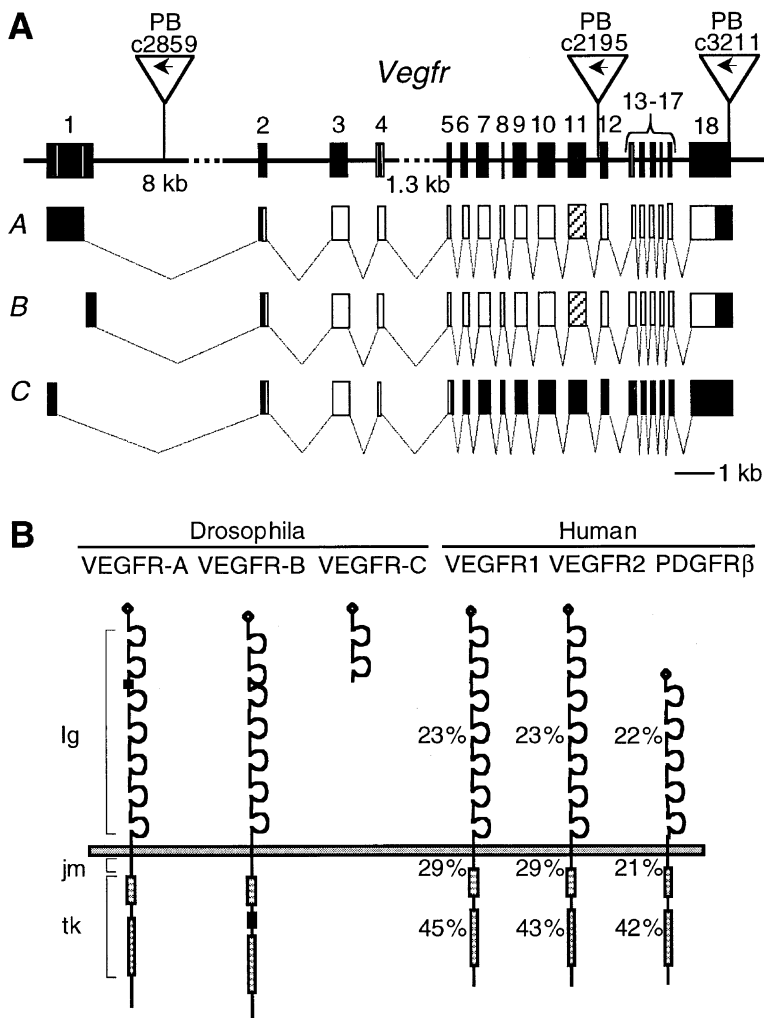 A
PB c2859
Vegfr
PB c2195
PB c3211
1 2 3 4 5 6 7 8 9 10 11 12 13-17 18
8 kb 1.3 kb
A
B
C
1 kb
B
Drosophila Human
VEGFR-A VEGFR-B VEGFR-C VEGFR1 VEGFR2 PDGFRβ
Ig 23% 23% 22%
jm 29% 29% 21%
tk 45% 43% 42%